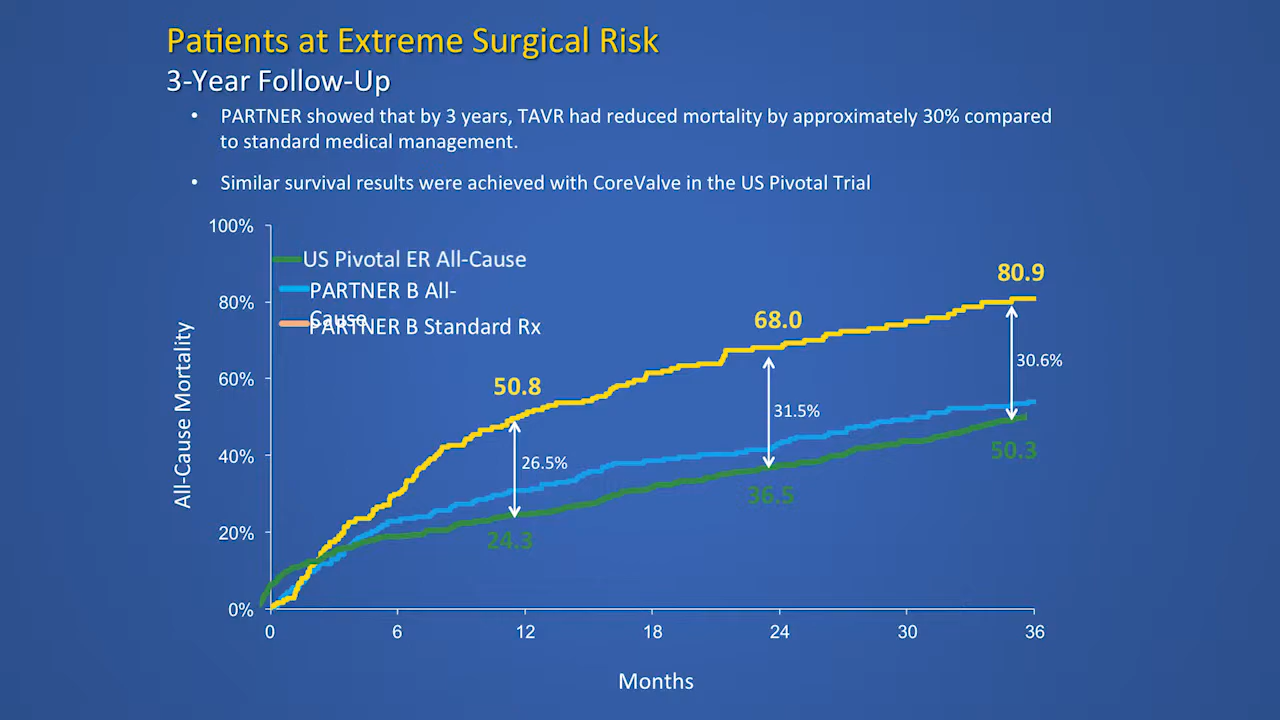 Patients at Extreme Surgical Risk
3-Year Follow-Up
• PARTNER showed that by 3 years, TAVR had reduced mortality by approximately 30% compared
to standard medical management.
• Similar survival results were achieved with CoreValve in the US Pivotal Trial
100%
80%
60%
40%
20%
0%
All-Cause Mortality
US Pivotal ER All-Cause
PARTNER B All-
Cause
PARTNER B Standard Rx
50.8
68.0
80.9
26.5%
31.5%
30.6%
24.3
36.5
50.3
0 6 12 18 24 30 36
Months